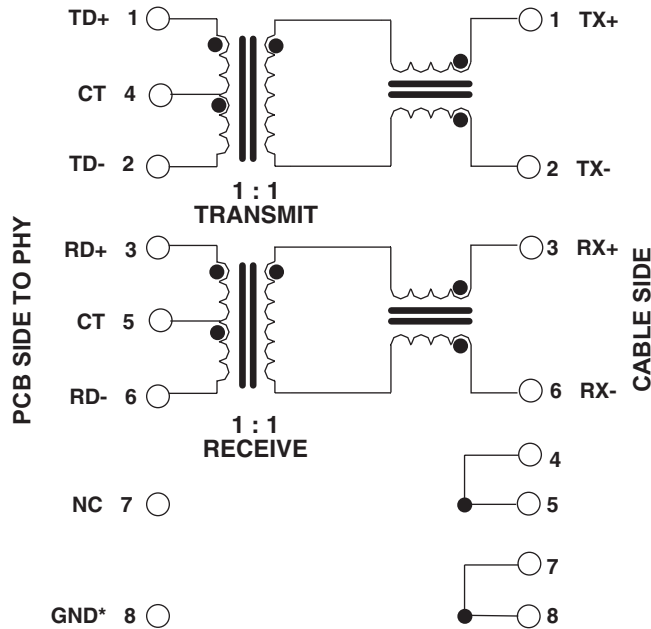 TD+ 1
1 TX+
CT 4
TD- 2
2 TX-
1 : 1
TRANSMIT
PCB SIDE TO PHY
RD+ 3
3 RX+
CABLE SIDE
CT 5
RD- 6
6 RX-
1 : 1
RECEIVE
4
NC 7
5
7
GND* 8
8